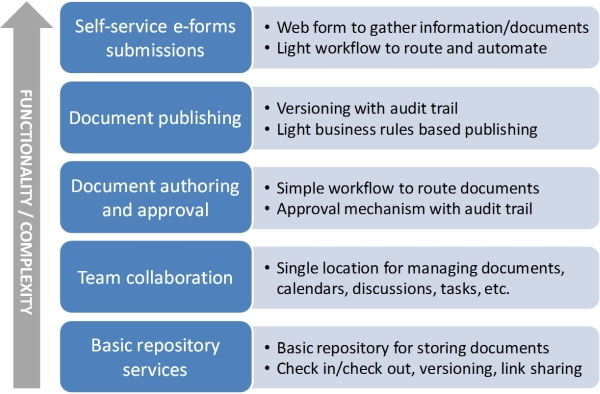 FUNCTIONALITY / COMPLEXITY
Self-service e-forms
submissions
• Web form to gather information/documents
• Light workflow to route and automate
Document publishing
• Versioning with audit trail
• Light business rules based publishing
Document authoring
and approval
• Simple workflow to route documents
• Approval mechanism with audit trail
Team collaboration
• Single location for managing documents,
calendars, discussions, tasks, etc.
Basic repository
services
• Basic repository for storing documents
• Check in/check out, versioning, link sharing